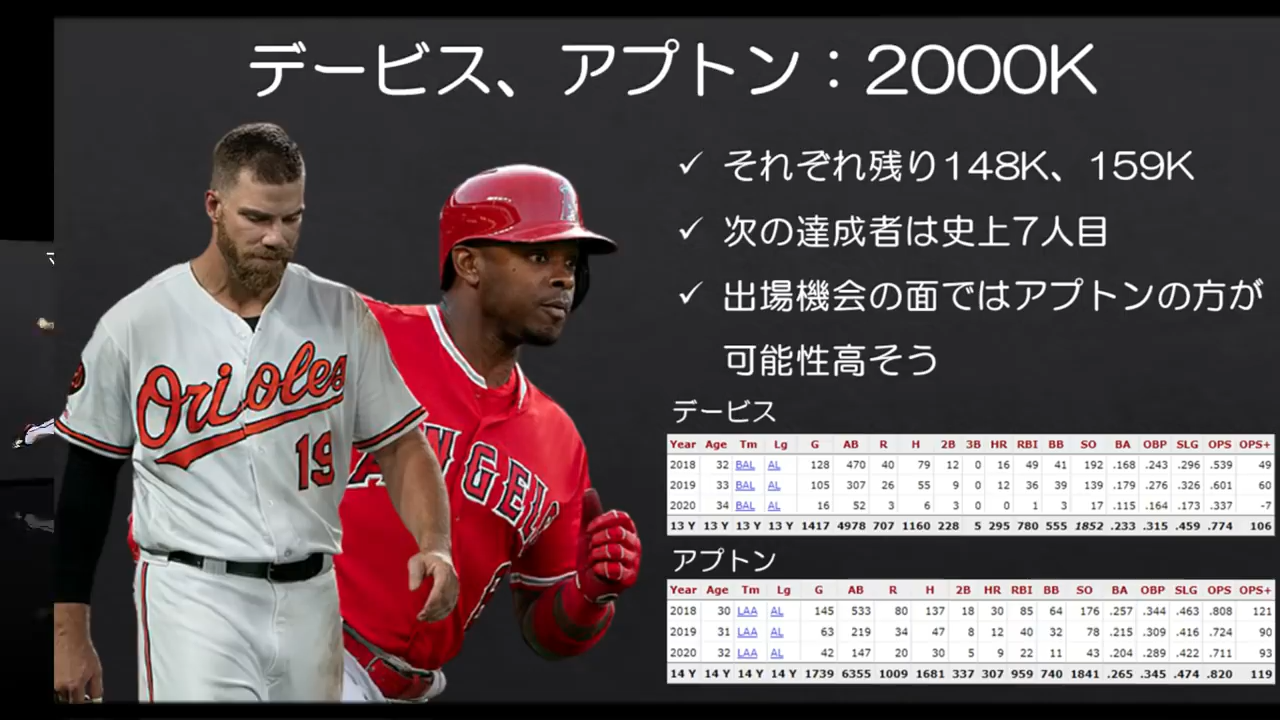 デービス、アプトン：2000K
✓ それぞれ残り148K、159K
✓ 次の達成者は史上7人目
✓ 出場機会の面ではアプトンの方が
可能性高そう
Orioles
19
ANGELS
デービス
Year Age Tm Lg G AB R H 2B 3B HR RBI BB SO BA OBP SLG OPS OPS+
2018 32 BAL AL 128 470 40 79 12 0 16 49 41 192 .168 .243 .296 .539 49
2019 33 BAL AL 105 307 26 55 9 0 12 36 39 139 .179 .276 .326 .601 60
2020 34 BAL AL 16 52 3 6 3 0 0 1 3 17 .115 .164 .173 .337 -7
13 Y 13 Y 13 Y 13 Y 1417 4978 707 1160 228 5 295 780 555 1852 .233 .315 .459 .774 106
アプトン
Year Age Tm Lg G AB R H 2B HR RBI BB SO BA OBP SLG OPS OPS+
2018 30 LAA AL 145 533 80 137 18 30 85 64 176 .257 .344 .463 .808 121
2019 31 LAA AL 63 219 34 47 8 12 40 32 78 .215 .309 .416 .724 90
2020 32 LAA AL 42 147 20 30 5 9 22 11 43 .204 .289 .422 .711 93
14 Y 14 Y 14 Y 14 Y 1739 6355 1009 1681 337 307 959 740 1841 .265 .345 .474 .820 119